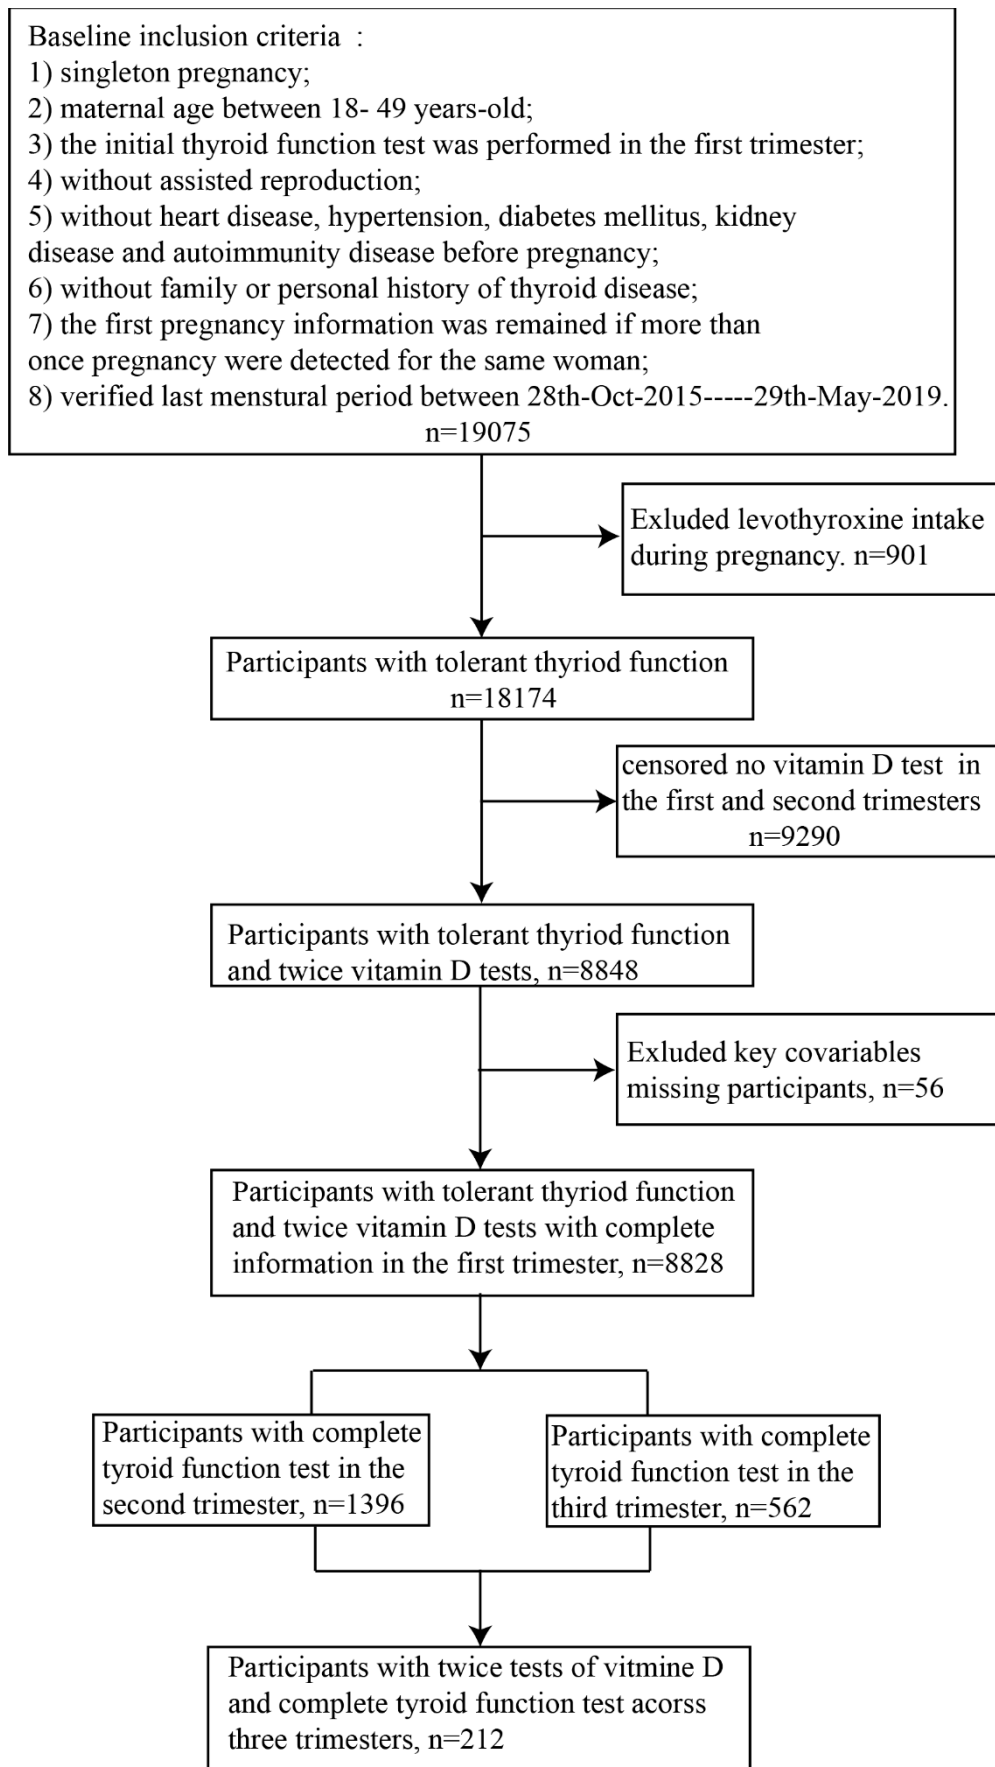 Baseline inclusion criteria :
1) singleton pregnancy;
2) maternal age between 18- 49 years-old;
3) the initial thyroid function test was performed in the first trimester;
4) without assisted reproduction;
5) without heart disease, hypertension, diabetes mellitus, kidney
disease and autoimmunity disease before pregnancy;
6) without family or personal history of thyroid disease;
7) the first pregnancy information was remained if more than
once pregnancy were detected for the same woman;
8) verified last menstural period between 28th-Oct-2015-----29th-May-2019.
n=19075
Exluded levothyroxine intake
during pregnancy. n=901
Participants with tolerant thyriod function
n=18174
censored no vitamin D test in
the first and second trimesters
n=9290
Participants with tolerant thyriod function
and twice vitamin D tests, n=8848
Exluded key covariables
missing participants, n=56
Participants with tolerant thyriod function
and twice vitamin D tests with complete
information in the first trimester, n=8828
Participants with complete
tyroid function test in the
second trimester, n=1396
Participants with complete
tyroid function test in the
third trimester, n=562
Participants with twice tests of vitmine D
and complete tyroid function test acorss
three trimesters, n=212